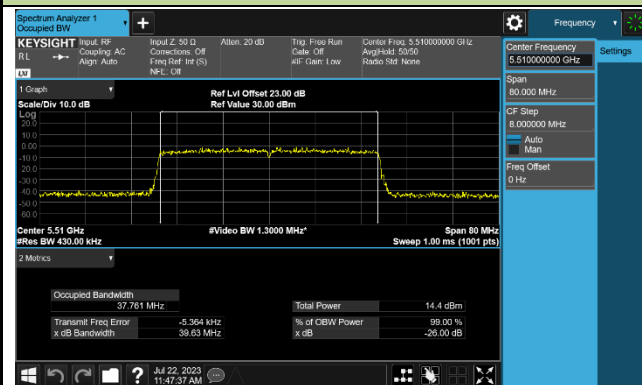 Spectrum Analyzer 1
Occupied BW
+
Frequency
KEYSIGHT
RL
LXI
Input: RF
Coupling: AC
Align: Auto
Input Z: 50 Ω
Corrections: Off
Freq Ref: Int (S)
NFE: Off
Atten: 20 dB
Trig: Free Run
Gate: Off
#IF Gain: Low
Center Freq: 5.510000000 GHz
Avg|Hold: 50/50
Radio Std: None
Center Frequency
5.510000000 GHz
Settings
Span
80.000 MHz
CF Step
8.000000 MHz
Auto
Man
Freq Offset
0 Hz
1 Graph
Scale/Div 10.0 dB
Ref Lvl Offset 23.00 dB
Ref Value 30.00 dBm
Log
20.0
10.0
0.00
-10.0
-20.0
-30.0
-40.0
-50.0
-60.0
Center 5.51 GHz
#Res BW 430.00 kHz
#Video BW 1.3000 MHz*
Span 80 MHz
Sweep 1.00 ms (1001 pts)
2 Metrics
Occupied Bandwidth
37.761 MHz
Total Power 14.4 dBm
Transmit Freq Error -5.364 kHz
% of OBW Power 99.00 %
x dB Bandwidth 39.63 MHz
x dB -26.00 dB
?
Jul 22, 2023
11:47:37 AM